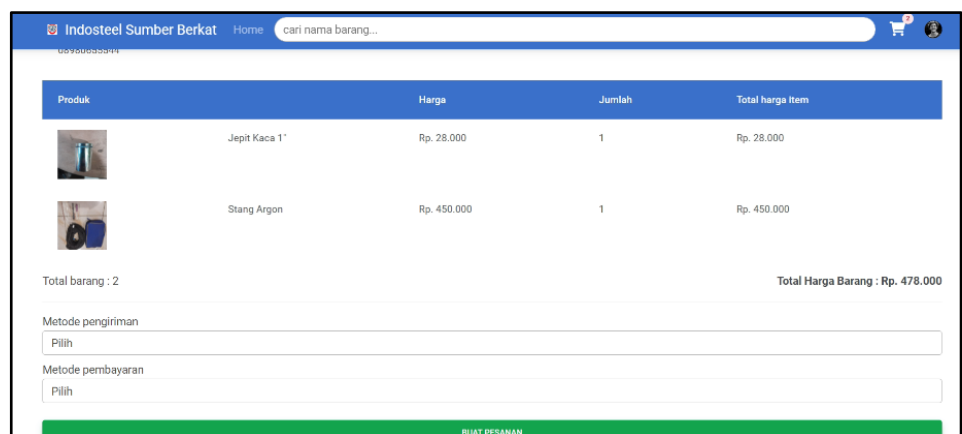 Indosteel Sumber Berkat Home cari nama barang... 2
Produk Harga Jumlah Total harga Item
Jepit Kaca 1" Rp. 28.000 1 Rp. 28.000
Stang Argon Rp. 450.000 1 Rp. 450.000
Total barang : 2 Total Harga Barang : Rp. 478.000
Metode pengiriman
Pilih
Metode pembayaran
Pilih
BUAT PESANAN